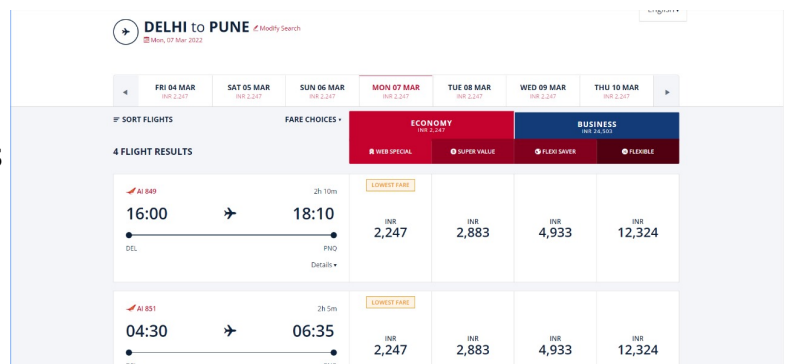 English ▾
DELHI to PUNE Modify Search
Mon, 07 Mar 2022
FRI 04 MAR SAT 05 MAR SUN 06 MAR MON 07 MAR TUE 08 MAR WED 09 MAR THU 10 MAR
INR 2,247 INR 2,247 INR 2,247 INR 2,247 INR 2,247 INR 2,247 INR 2,247
SORT FLIGHTS FARE CHOICES ECONOMY BUSINESS
INR 2,247 INR 24,503
4 FLIGHT RESULTS WEB SPECIAL SUPER VALUE FLEXI SAVER FLEXIBLE
AI 849 2h 10m LOWEST FARE
16:00 18:10 INR INR INR INR
2,247 2,883 4,933 12,324
DEL PNQ
Details ▾
AI 851 2h 5m LOWEST FARE
04:30 06:35 INR INR INR INR
2,247 2,883 4,933 12,324